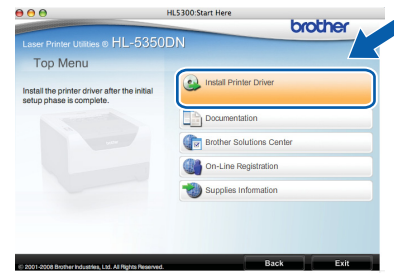 HL5300:Start Here
brother
Laser Printer Utilities ® HL-5350DN
Top Menu
Install the printer driver after the initial
setup phase is complete.
Install Printer Driver
Documentation
Brother Solutions Center
On-Line Registration
Supplies Infomation
© 2001-2008 Brother Industries, Ltd. All Rights Reserved.
Back
Exit